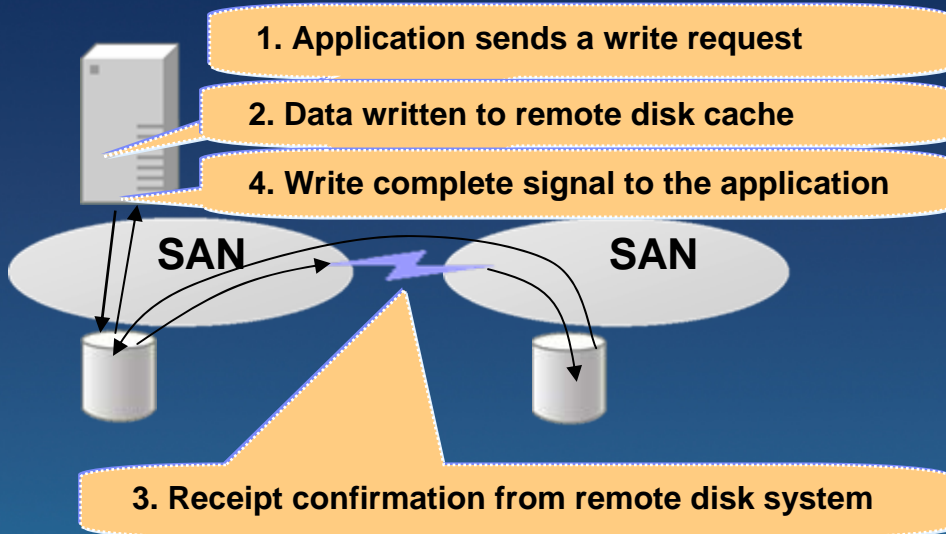 1. Application sends a write request
2. Data written to remote disk cache
4. Write complete signal to the application
SAN
SAN
3. Receipt confirmation from remote disk system